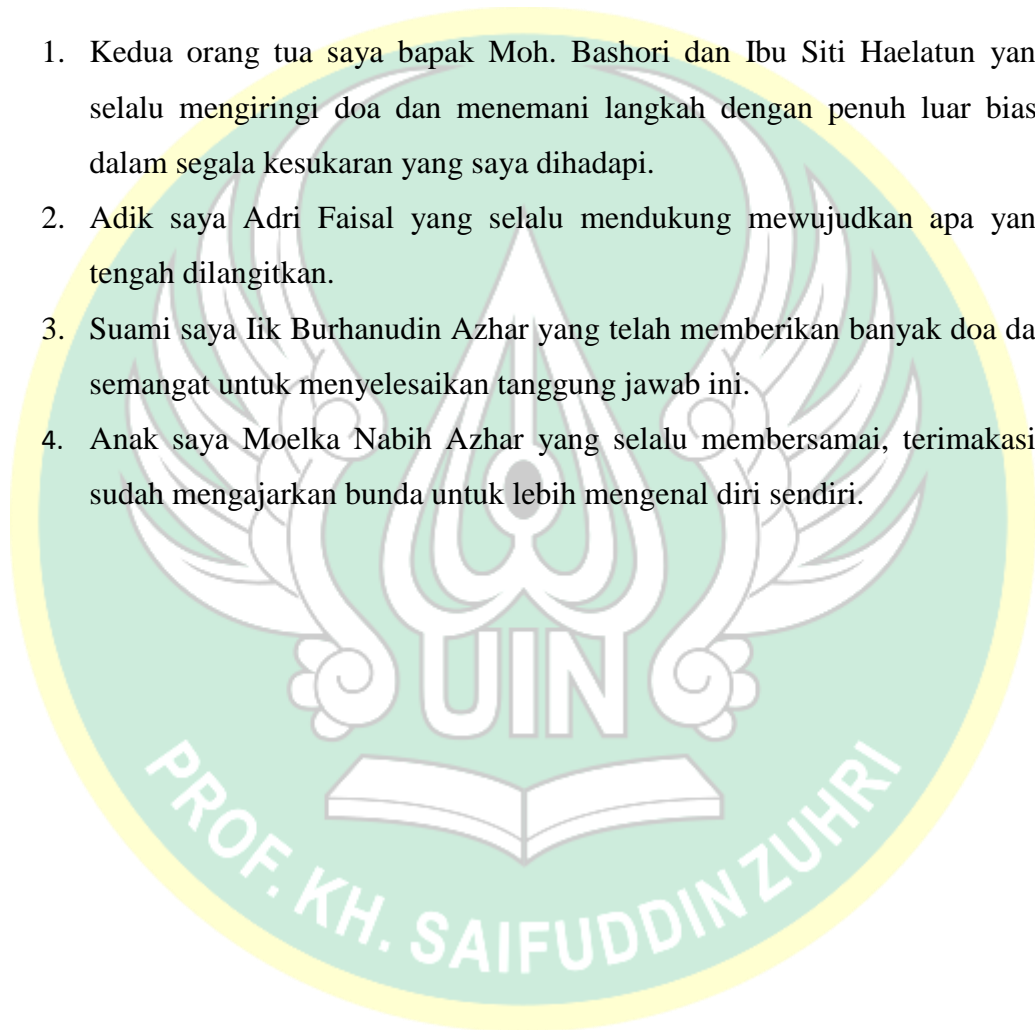 1. Kedua orang tua saya bapak Moh. Bashori dan Ibu Siti Haelatun yan
selalu mengiringi doa dan menemani langkah dengan penuh luar bias
dalam segala kesukaran yang saya dihadapi.
2. Adik saya Adri Faisal yang selalu mendukung mewujudkan apa yan
tengah dilangitkan.
3. Suami saya Iik Burhanudin Azhar yang telah memberikan banyak doa da
semangat untuk menyelesaikan tanggung jawab ini.
4. Anak saya Moelka Nabih Azhar yang selalu membersamai, terimakasi
sudah mengajarkan bunda untuk lebih mengenal diri sendiri.
UIN
PROF. KH. SAIFUDDIN ZUHRI